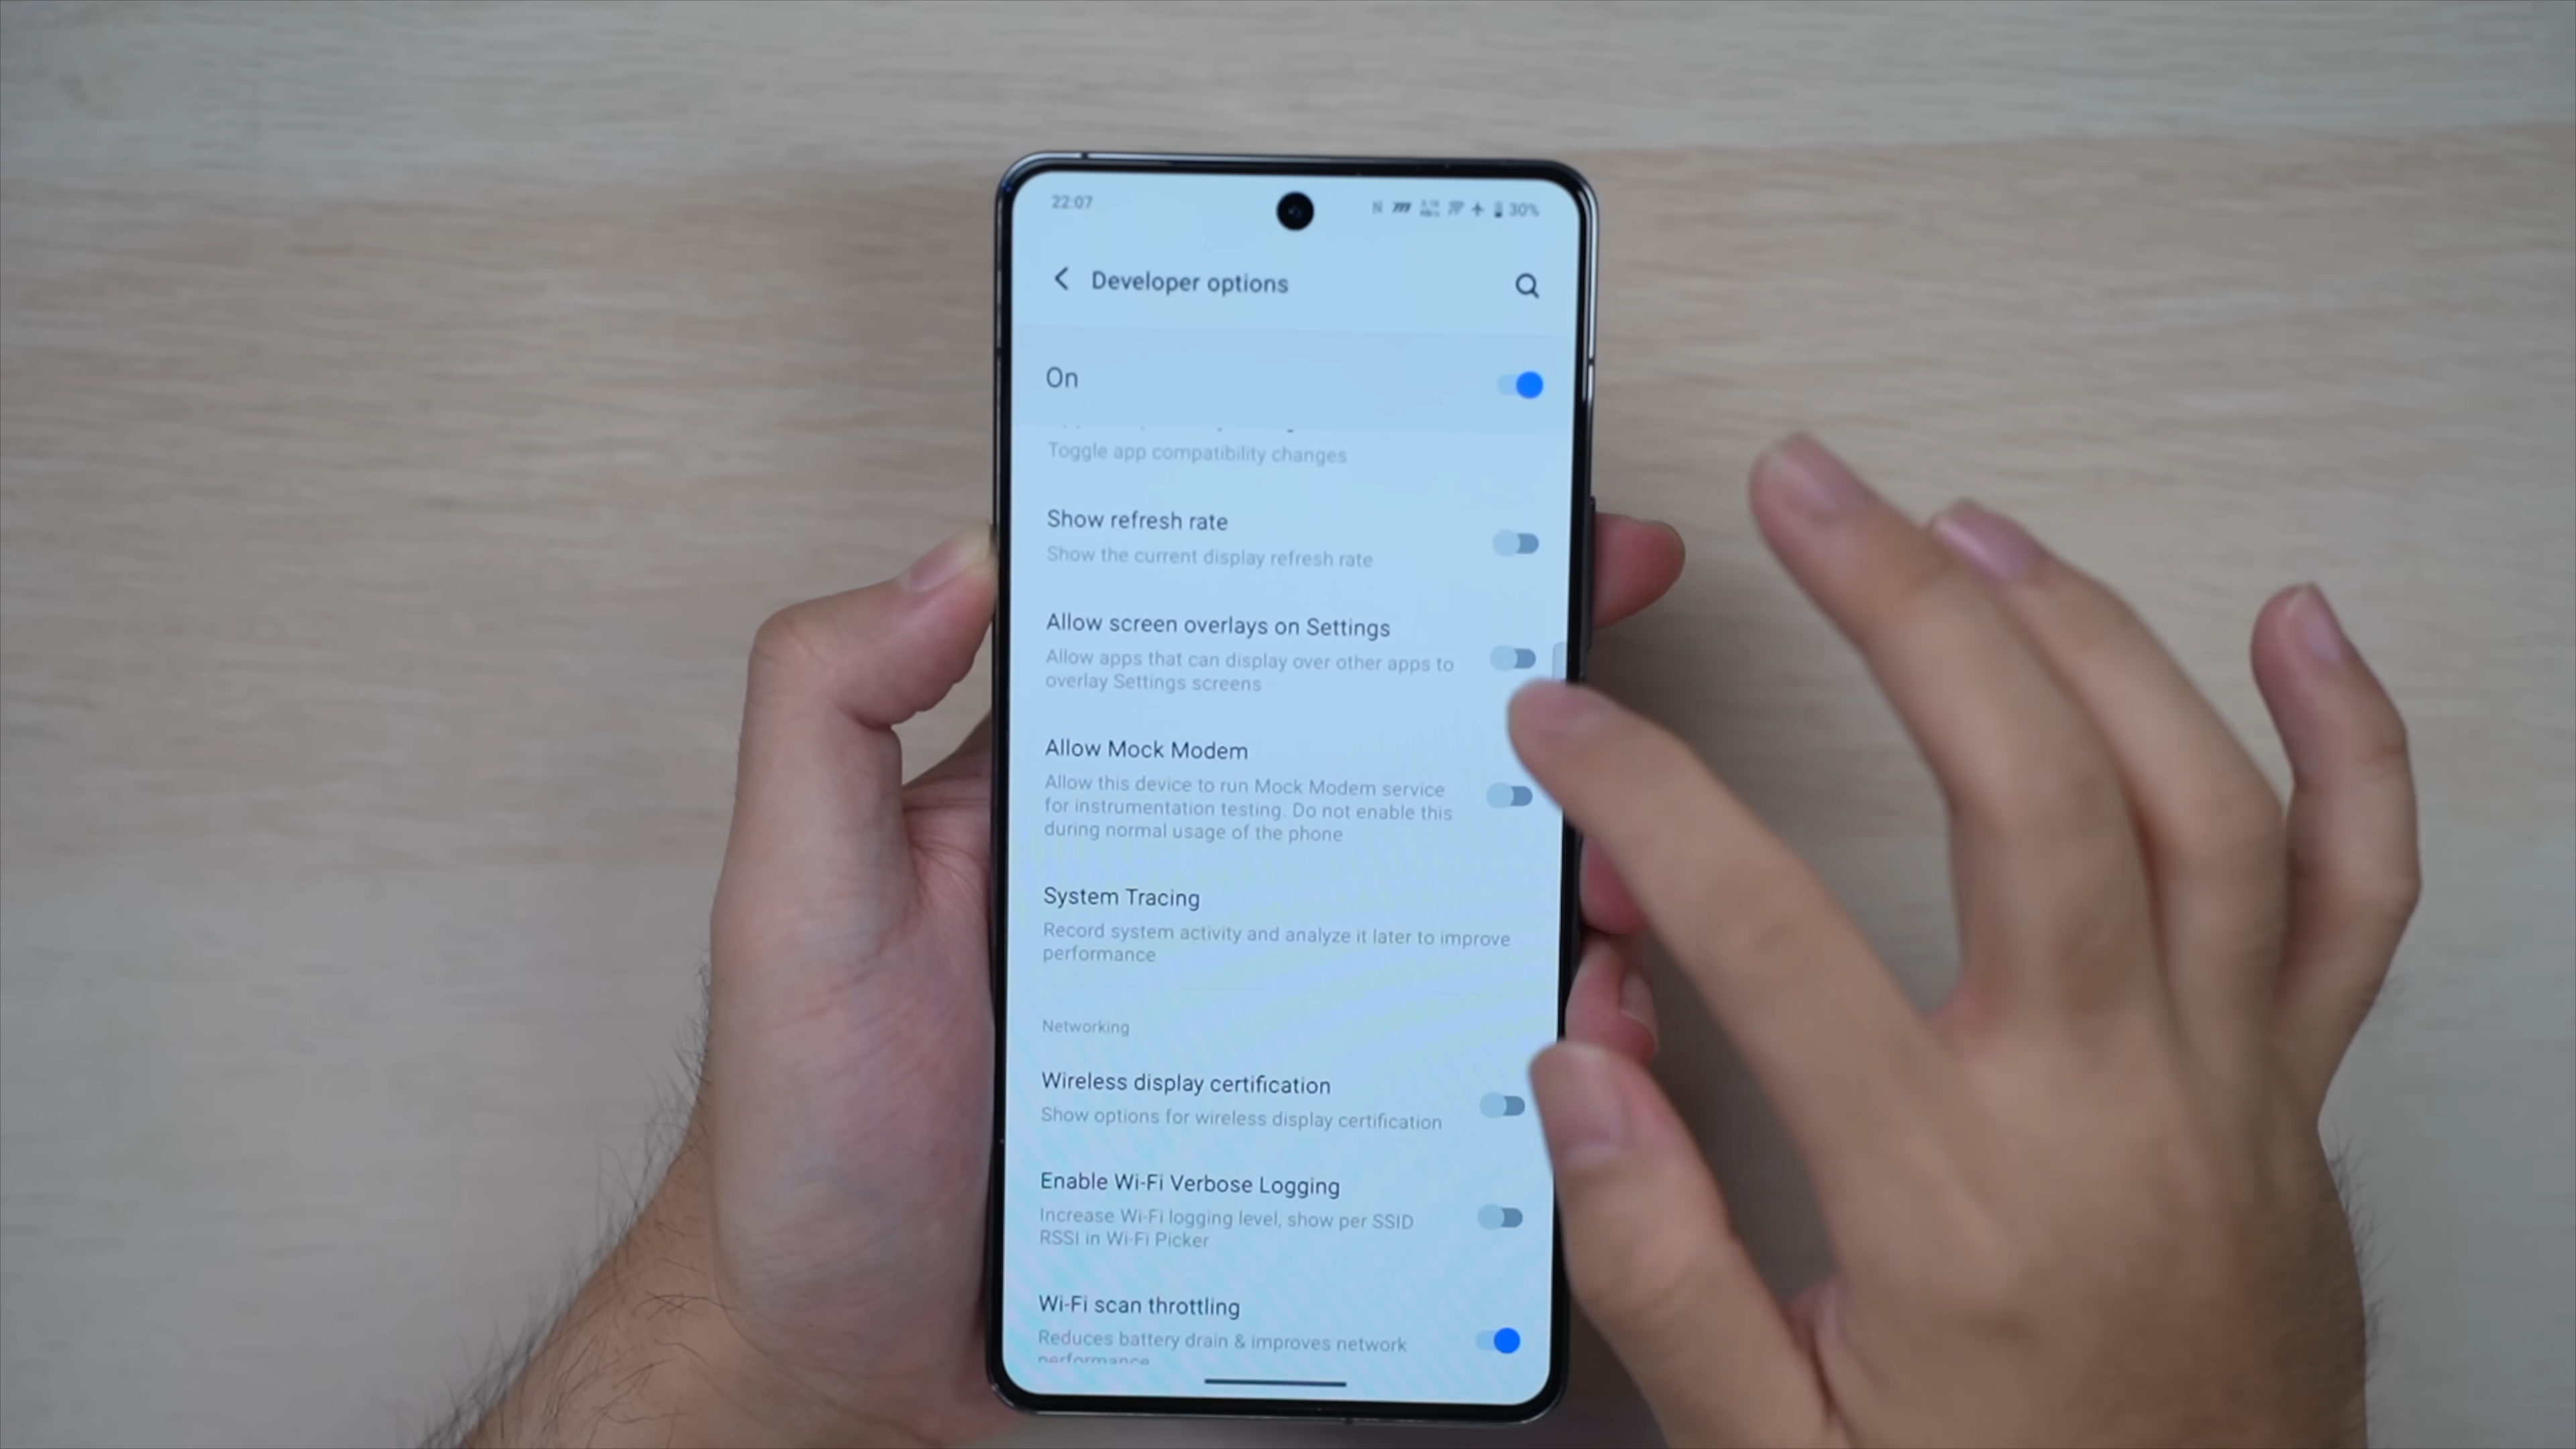 22:07
30%
Developer options
On
Toggle app compatibility changes
Show refresh rate
Show the current display refresh rate
Allow screen overlays on Settings
Allow apps that can display over other apps to
overlay Settings screens
Allow Mock Modem
Allow this device to run Mock Modem service
for instrumentation testing. Do not enable this
during normal usage of the phone
System Tracing
Record system activity and analyze it later to improve
performance
Networking
Wireless display certification
Show options for wireless display certification
Enable Wi-Fi Verbose Logging
Increase Wi-Fi logging level, show per SSID
RSSI in Wi-Fi Picker
Wi-Fi scan throttling
Reduces battery drain & improves network
performance